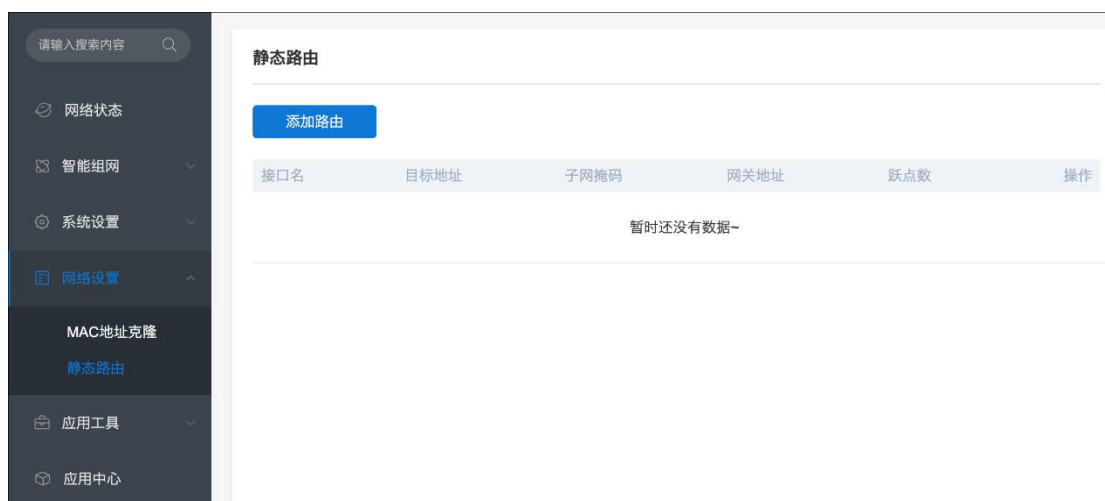 请输入搜索内容
网络状态
智能组网
系统设置
网络设置
MAC地址克隆
静态路由
应用工具
应用中心
静态路由
添加路由
接口名 目标地址 子网掩码 网关地址 跃点数 操作
暂时还没有数据~